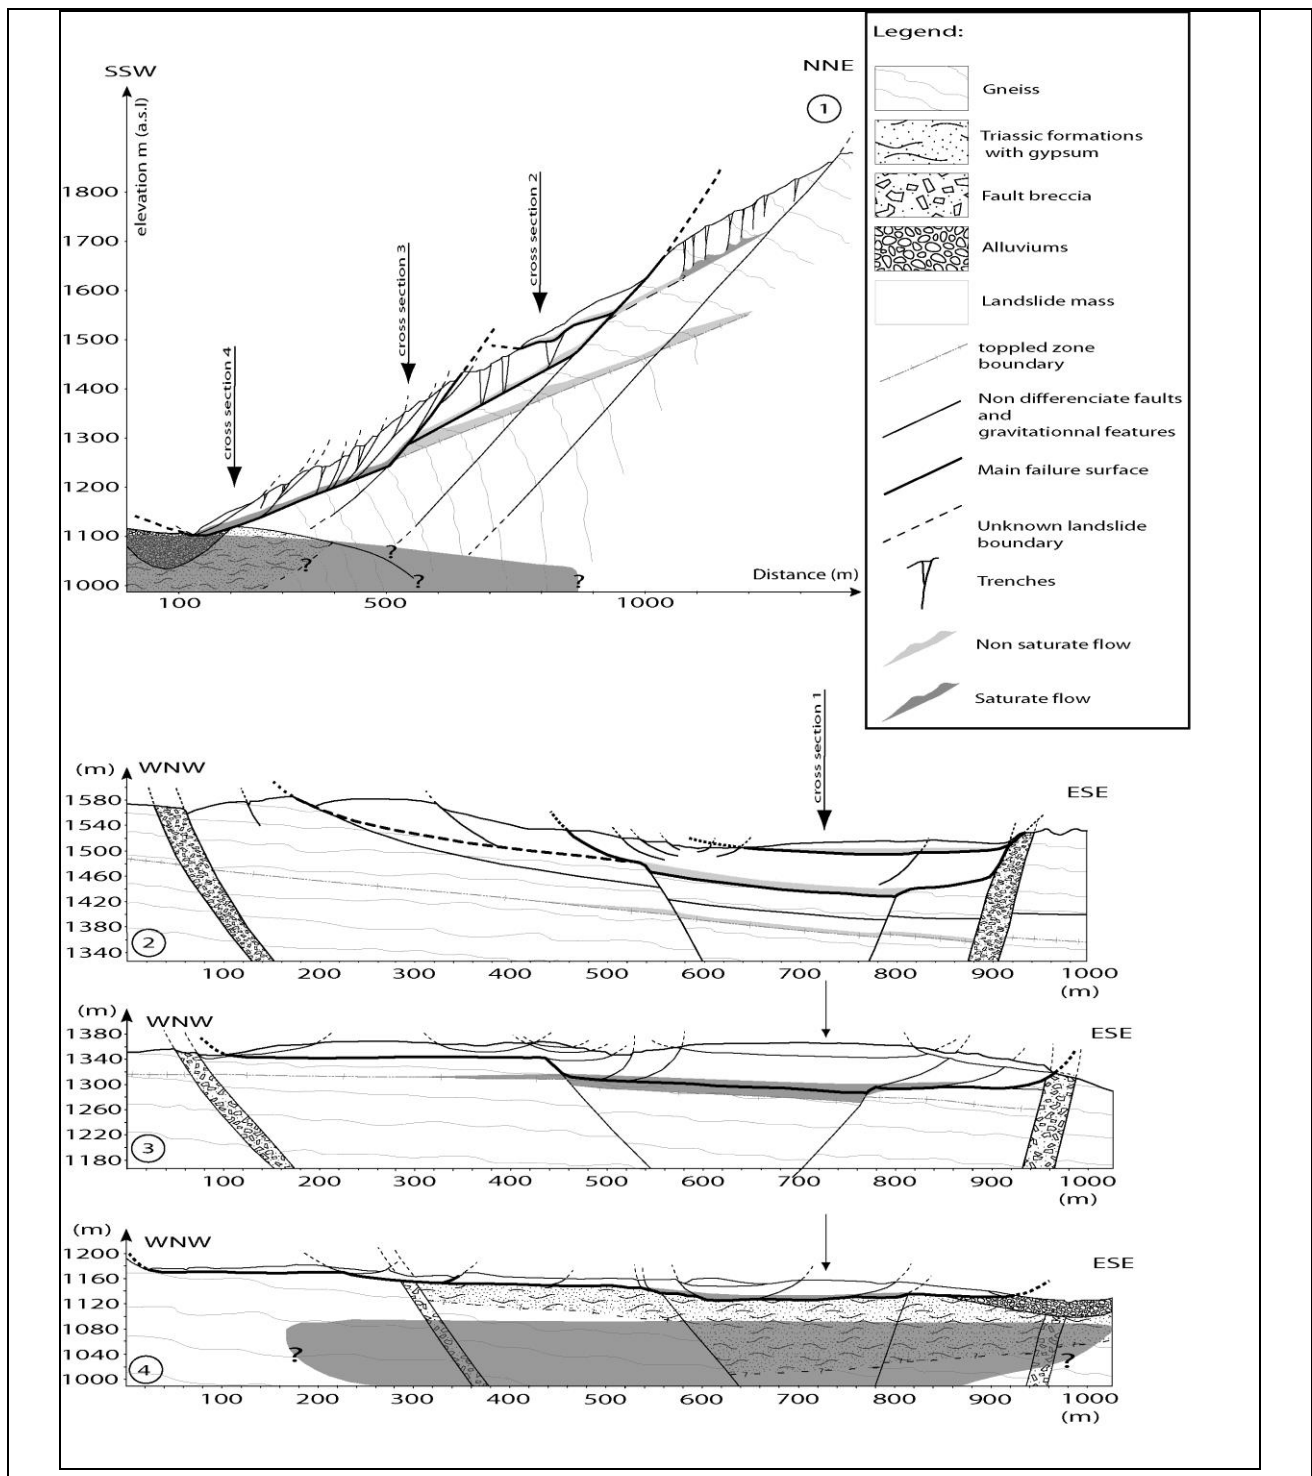 Legend:
Gneiss
Triassic formations
with gypsum
Fault breccia
Alluviums
Landslide mass
toppled zone
boundary
Non differenciate faults
and
gravitationnal features
Main failure surface
Unknown landslide
boundary
Trenches
Non saturate flow
Saturate flow
SSW
NNE
1
elevation m (a.s.l)
1800
1700
1600
1500
1400
1300
1200
1100
1000
cross section 4
cross section 3
cross section 2
? ? ? ?
Distance (m)
100 500 1000
cross section 1
(m) WNW
ESE
1580
1540
1500
1460
1420
1380
1340
2
100 200 300 400 500 600 700 800 900 1000
(m)
(m)
WNW
ESE
1380
1340
1300
1260
1220
1180
3
100 200 300 400 500 600 700 800 900 1000
(m)
(m)
WNW
ESE
1200
1160
1120
1080
1040
1000
4
? ?
100 200 300 400 500 600 700 800 900 1000
(m)